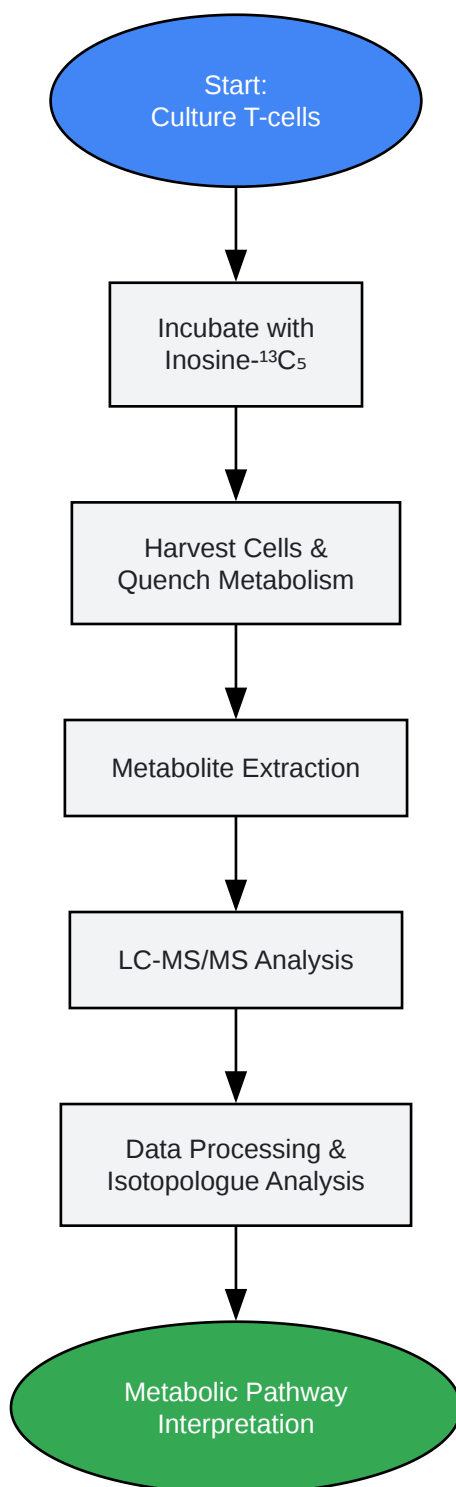 Start:
Culture T-cells
Incubate with
Inosine-¹³C₅
Harvest Cells &
Quench Metabolism
Metabolite Extraction
LC-MS/MS Analysis
Data Processing &
Isotopologue Analysis
Metabolic Pathway
Interpretation